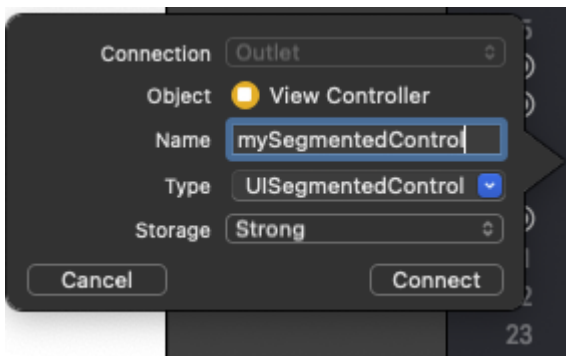 Connection Outlet
Object View Controller
Name mySegmentedControl
Type UISegmentedControl
Storage Strong
Cancel Connect
23